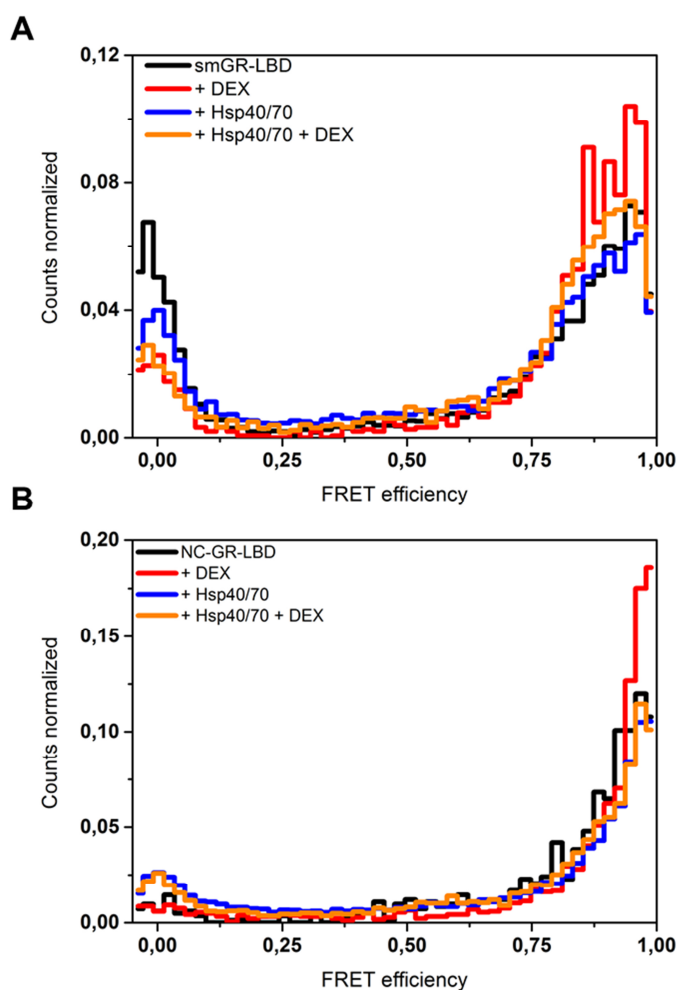 A
0,12
0,08
0,04
0,00
Counts normalized
smGR-LBD
+ DEX
+ Hsp40/70
+ Hsp40/70 + DEX
0,00 0,25 0,50 0,75 1,00
FRET efficiency
B
0,20
0,15
0,10
0,05
0,00
Counts normalized
NC-GR-LBD
+ DEX
+ Hsp40/70
+ Hsp40/70 + DEX
0,00 0,25 0,50 0,75 1,00
FRET efficiency